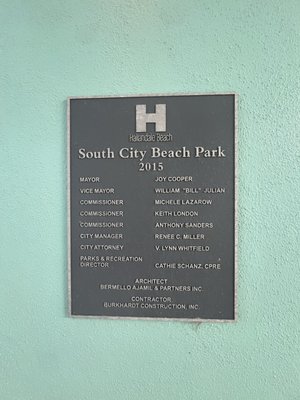 H
Hallandale Beach
South City Beach Park
2015
MAYOR JOY COOPER
VICE MAYOR WILLIAM "BILL" JULIAN
COMMISSIONER MICHELE LAZAROW
COMMISSIONER KEITH LONDON
COMMISSIONER ANTHONY SANDERS
CITY MANAGER RENEE C. MILLER
CITY ATTORNEY V. LYNN WHITFIELD
PARKS & RECREATION
DIRECTOR CATHIE SCHANZ, CPRE
ARCHITECT
BERMELLO AJAMIL & PARTNERS INC.
CONTRACTOR
BURKHARDT CONSTRUCTION, INC.